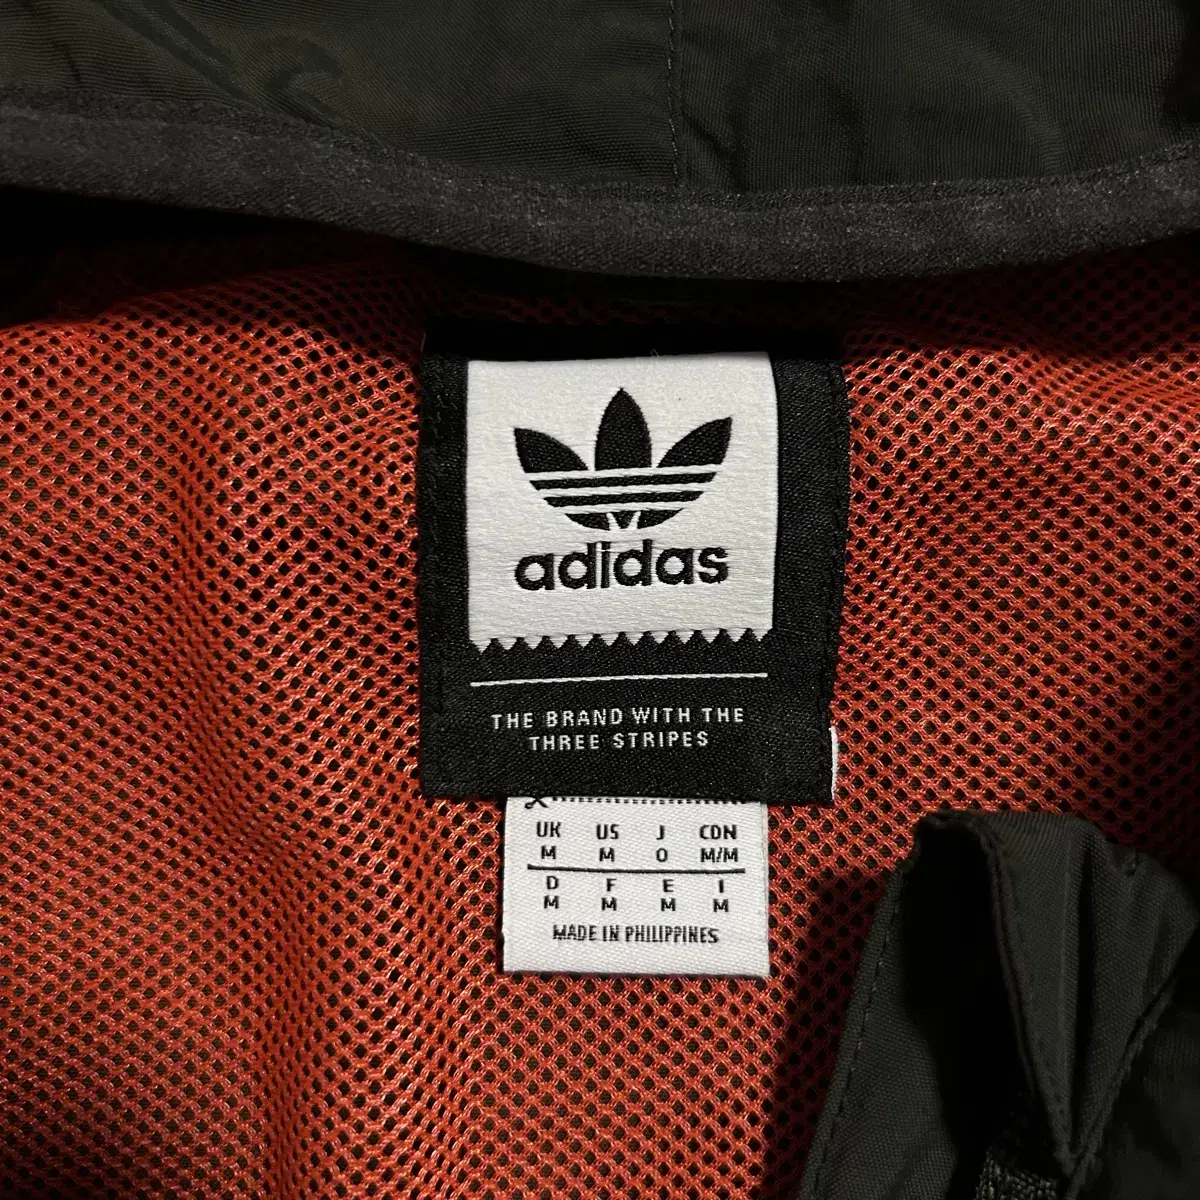 adidas
THE BRAND WITH THE
THREE STRIPES
UK US J CDN
M M O M/M
D F E I
M M M M
MADE IN PHILIPPINES